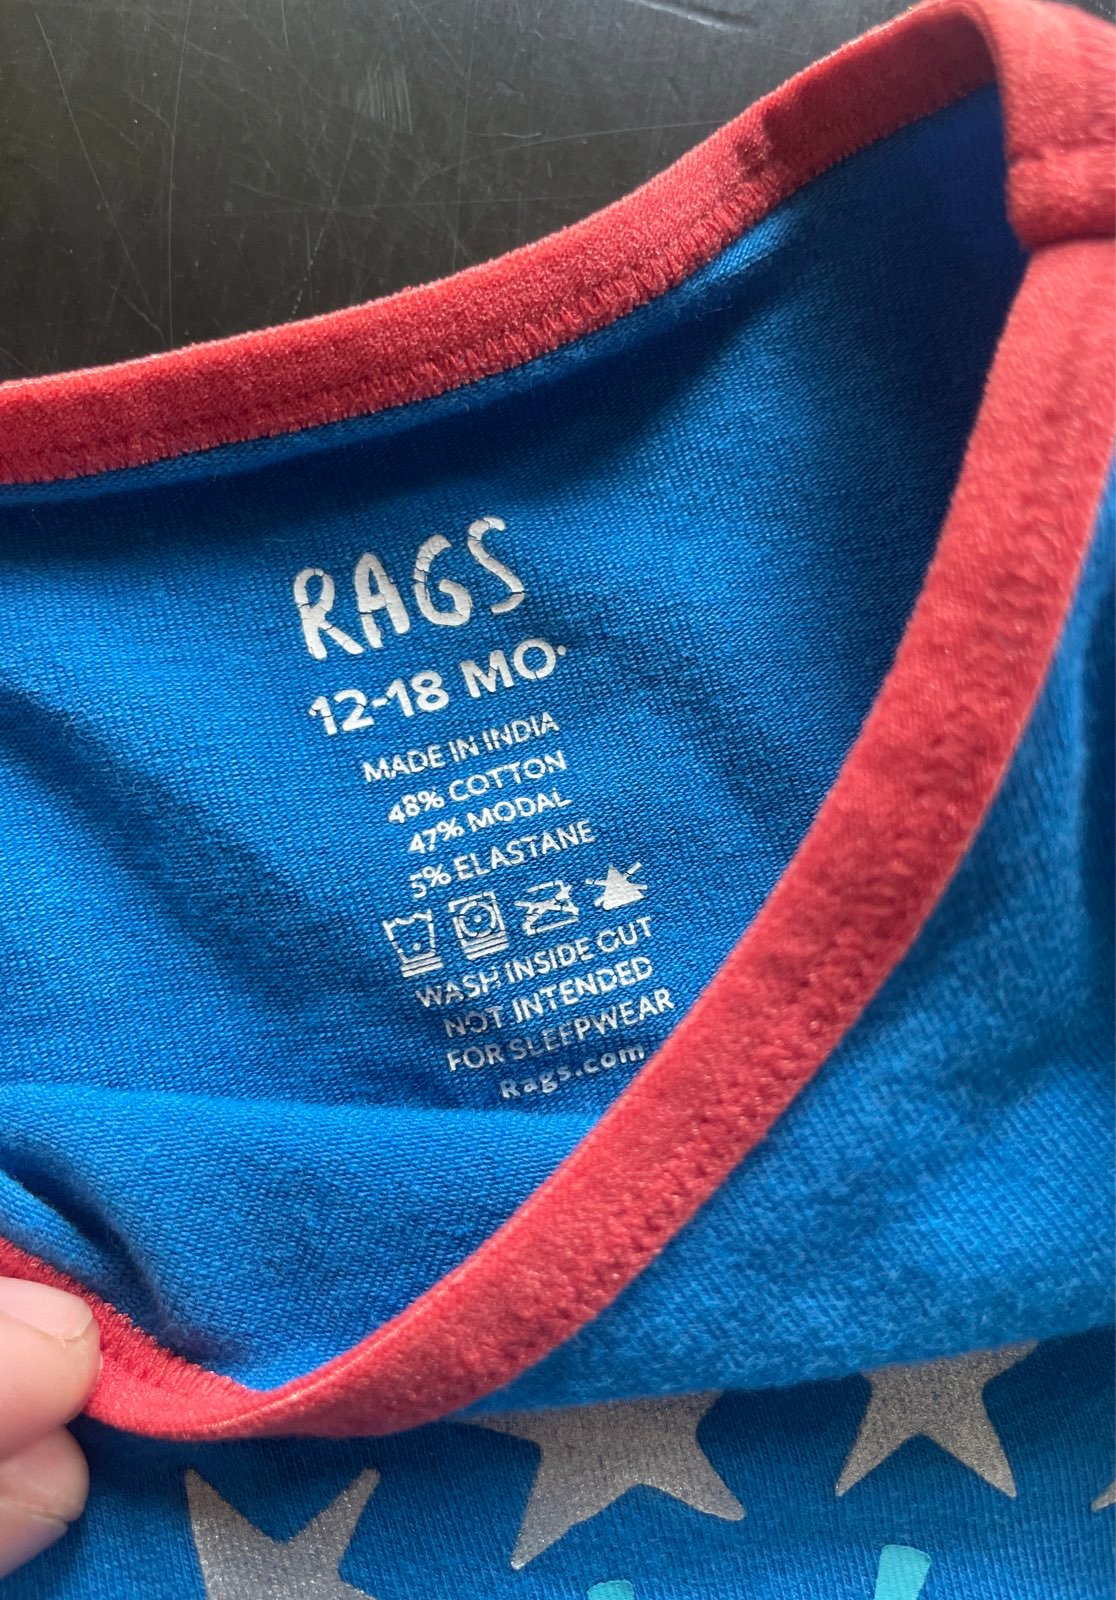 RAGS
12-18 MO.
MADE IN INDIA
48% COTTON
47% MODAL
5% ELASTANE
WASH INSIDE OUT
NOT INTENDED
FOR SLEEPWEAR
Rags.com